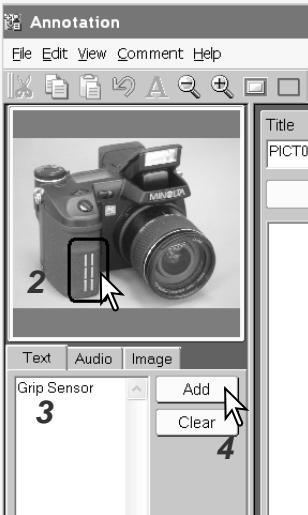 Annotation
File Edit View Comment Help
A
Title
PICT0
MINOLTA
2
Text Audio Image
Grip Sensor
Add
3
Clear
4